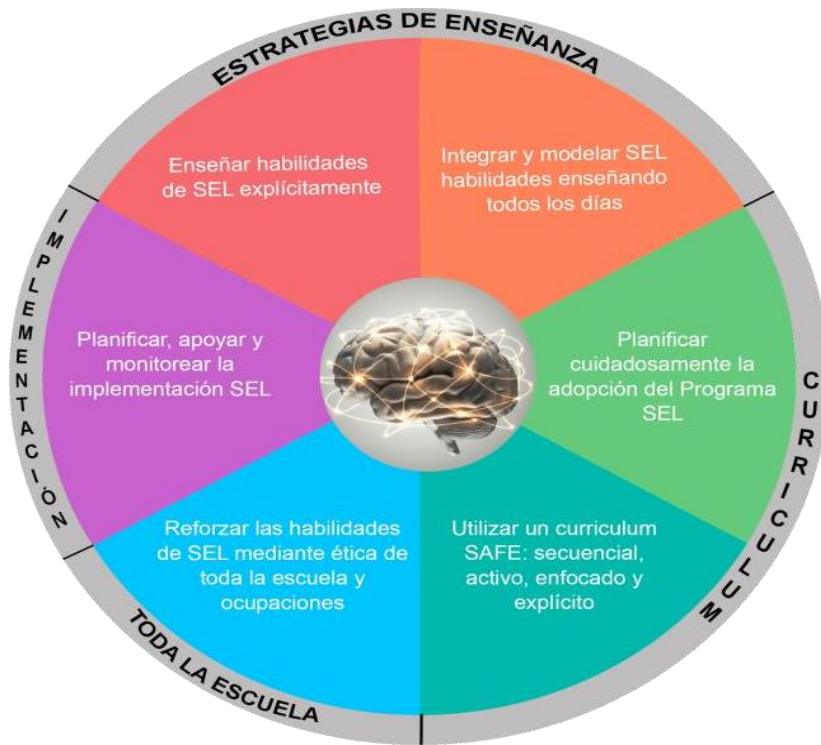 ESTRATEGIAS DE ENSEÑANZA
Enseñar habilidades
de SEL explícitamente
Integrar y modelar SEL
habilidades enseñando
todos los días
IMPLEMENTACIÓN
Planificar, apoyar y
monitorear la
implementación SEL
Planificar
cuidadosamente la
adopción del Programa
SEL
CURRICULUM
Reforzar las habilidades
de SEL mediante ética de
toda la escuela y
ocupaciones
Utilizar un curriculum
SAFE: secuencial,
activo, enfocado y
explícito
TODA LA ESCUELA